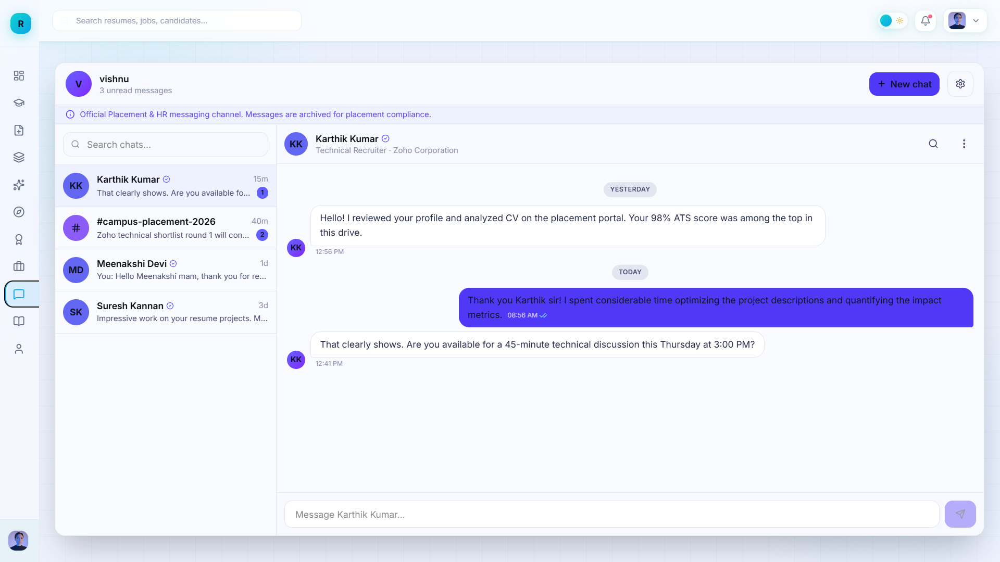 R
Search resumes, jobs, candidates...
V
vishnu
3 unread messages
New chat
Official Placement & HR messaging channel. Messages are archived for placement compliance.
Search chats...
KK
Karthik Kumar
15m
That clearly shows. Are you available fo...
1
#
#campus-placement-2026
40m
Zoho technical shortlist round 1 will con...
2
MD
Meenakshi Devi
1d
You: Hello Meenakshi mam, thank you for re...
SK
Suresh Kannan
3d
Impressive work on your resume projects. M...
KK
Karthik Kumar
Technical Recruiter · Zoho Corporation
YESTERDAY
Hello! I reviewed your profile and analyzed CV on the placement portal. Your 98% ATS score was among the top in
this drive.
KK
12:56 PM
TODAY
Thank you Karthik sir! I spent considerable time optimizing the project descriptions and quantifying the impact
metrics. 08:56 AM
That clearly shows. Are you available for a 45-minute technical discussion this Thursday at 3:00 PM?
KK
12:41 PM
Message Karthik Kumar...